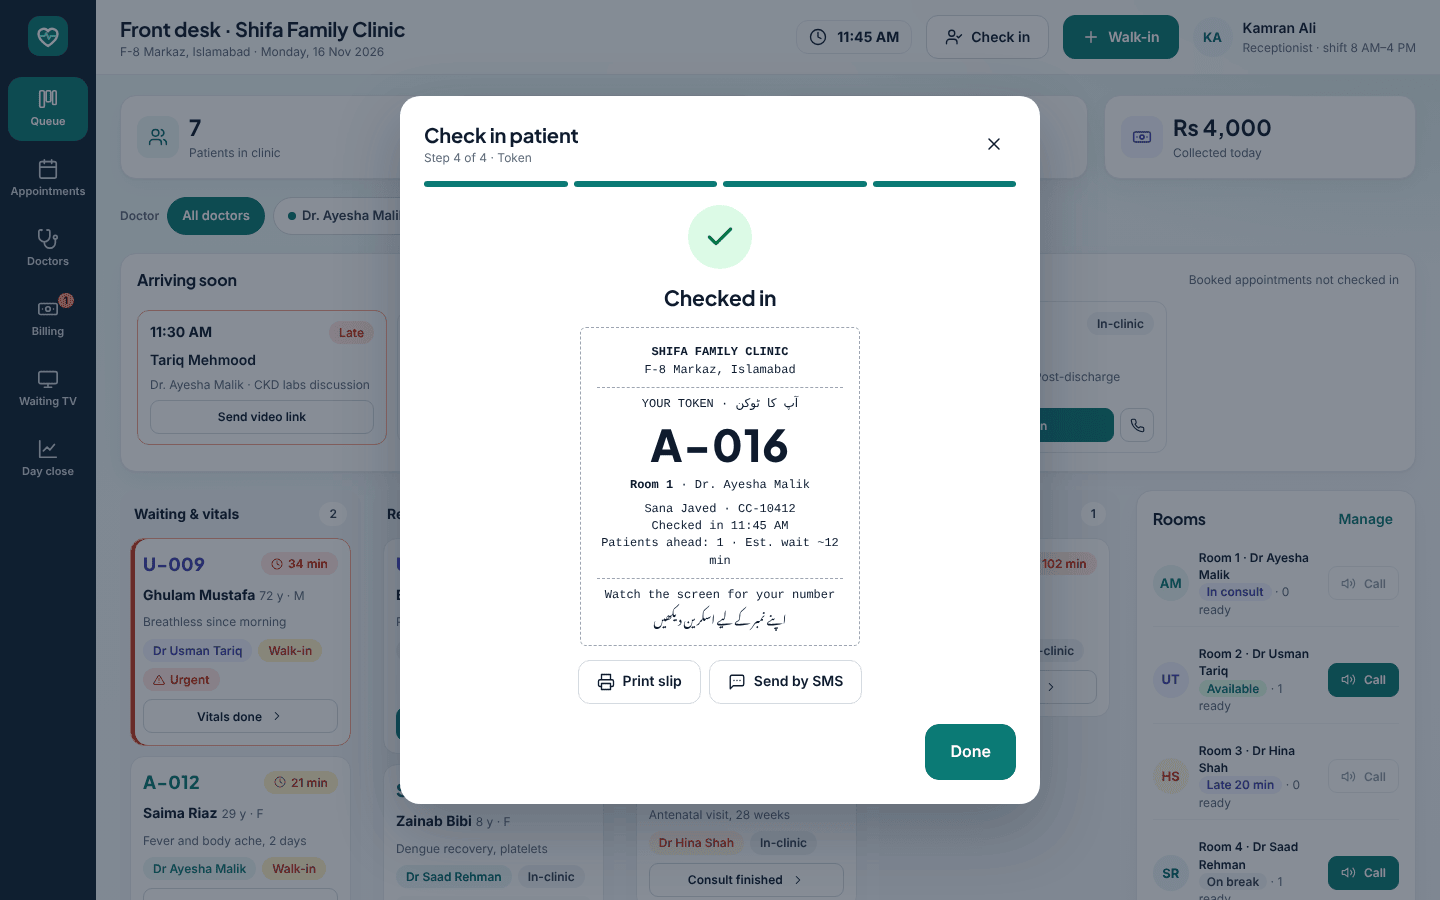 Front desk · Shifa Family Clinic
F-8 Markaz, Islamabad · Monday, 16 Nov 2026
11:45 AM
Check in
Walk-in
KA
Kamran Ali
Receptionist · shift 8 AM–4 PM
Queue
Appointments
Doctors
1
Billing
Waiting TV
Day close
7
Patients in clinic
Rs 4,000
Collected today
Doctor
All doctors
Dr. Ayesha Mali
Arriving soon
Booked appointments not checked in
11:30 AM
Late
Tariq Mehmood
Dr. Ayesha Malik · CKD labs discussion
Send video link
In-clinic
Post-discharge
Check in patient
Step 4 of 4 · Token
Checked in
SHIFA FAMILY CLINIC
F-8 Markaz, Islamabad
YOUR TOKEN · آپ کا ٹوکن
A-016
Room 1 · Dr. Ayesha Malik
Sana Javed · CC-10412
Checked in 11:45 AM
Patients ahead: 1 · Est. wait ~12
min
Watch the screen for your number
اپنے نمبر کے لیے اسکرین دیکھیں
Print slip
Send by SMS
Done
Waiting & vitals
2
U-009
34 min
Ghulam Mustafa 72 y · M
Breathless since morning
Dr Usman Tariq
Walk-in
Urgent
Vitals done
A-012
21 min
Saima Riaz 29 y · F
Fever and body ache, 2 days
Dr Ayesha Malik
Walk-in
Zainab Bibi 8 y · F
Dengue recovery, platelets
Dr Saad Rehman
In-clinic
Antenatal visit, 28 weeks
Dr Hina Shah
In-clinic
Consult finished
1
102 min
-clinic
Rooms
Manage
AM
Room 1 · Dr Ayesha
Malik
In consult · 0
ready
Call
UT
Room 2 · Dr Usman
Tariq
Available · 1
ready
Call
HS
Room 3 · Dr Hina
Shah
Late 20 min · 0
ready
Call
SR
Room 4 · Dr Saad
Rehman
On break · 1
ready
Call